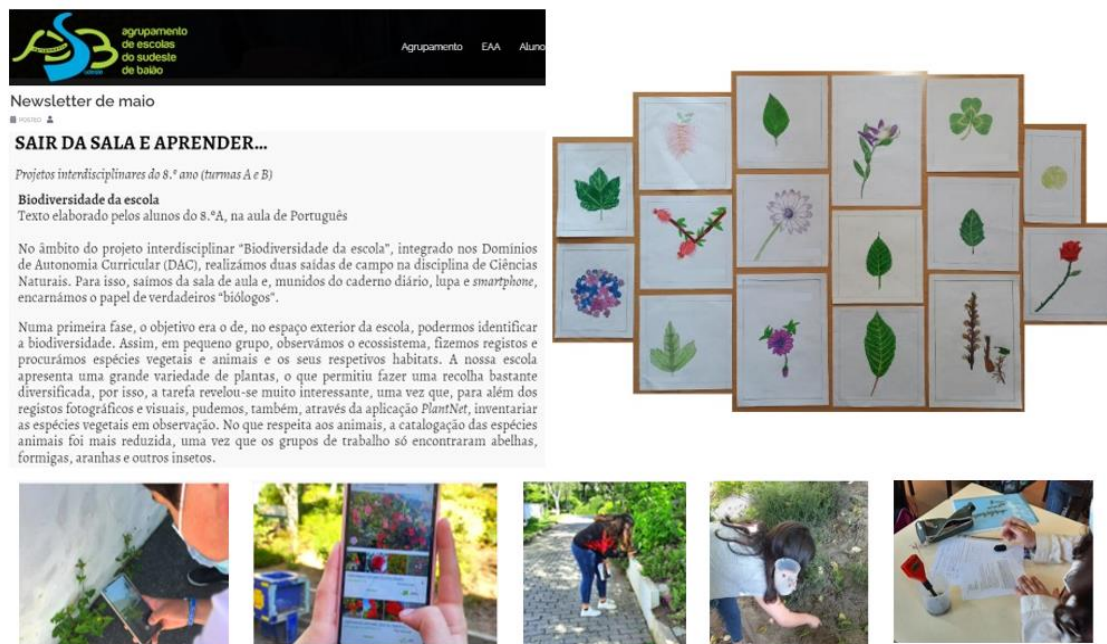 agrupamento
de escolas
do sudeste
de baião
Agrupamento EAA Aluno
Newsletter de maio
POSTED
SAIR DA SALA E APRENDER...
Projetos interdisciplinares do 8.º ano (turmas A e B)
Biodiversidade da escola
Texto elaborado pelos alunos do 8.ºA, na aula de Português
No âmbito do projeto interdisciplinar “Biodiversidade da escola”, integrado nos Domínios
de Autonomia Curricular (DAC), realizámos duas saídas de campo na disciplina de Ciências
Naturais. Para isso, saímos da sala de aula e, munidos do caderno diário, lupa e smartphone,
encarnámos o papel de verdadeiros “biólogos”.
Numa primeira fase, o objetivo era o de, no espaço exterior da escola, podermos identificar
a biodiversidade. Assim, em pequeno grupo, observámos o ecossistema, fizemos registos e
procurámos espécies vegetais e animais e os seus respetivos habitats. A nossa escola
apresenta uma grande variedade de plantas, o que permitiu fazer uma recolha bastante
diversificada, por isso, a tarefa revelou-se muito interessante, uma vez que, para além dos
registos fotográficos e visuais, pudemos, também, através da aplicação PlantNet, inventariar
as espécies vegetais em observação. No que respeita aos animais, a catalogação das espécies
animais foi mais reduzida, uma vez que os grupos de trabalho só encontraram abelhas,
formigas, aranhas e outros insetos.